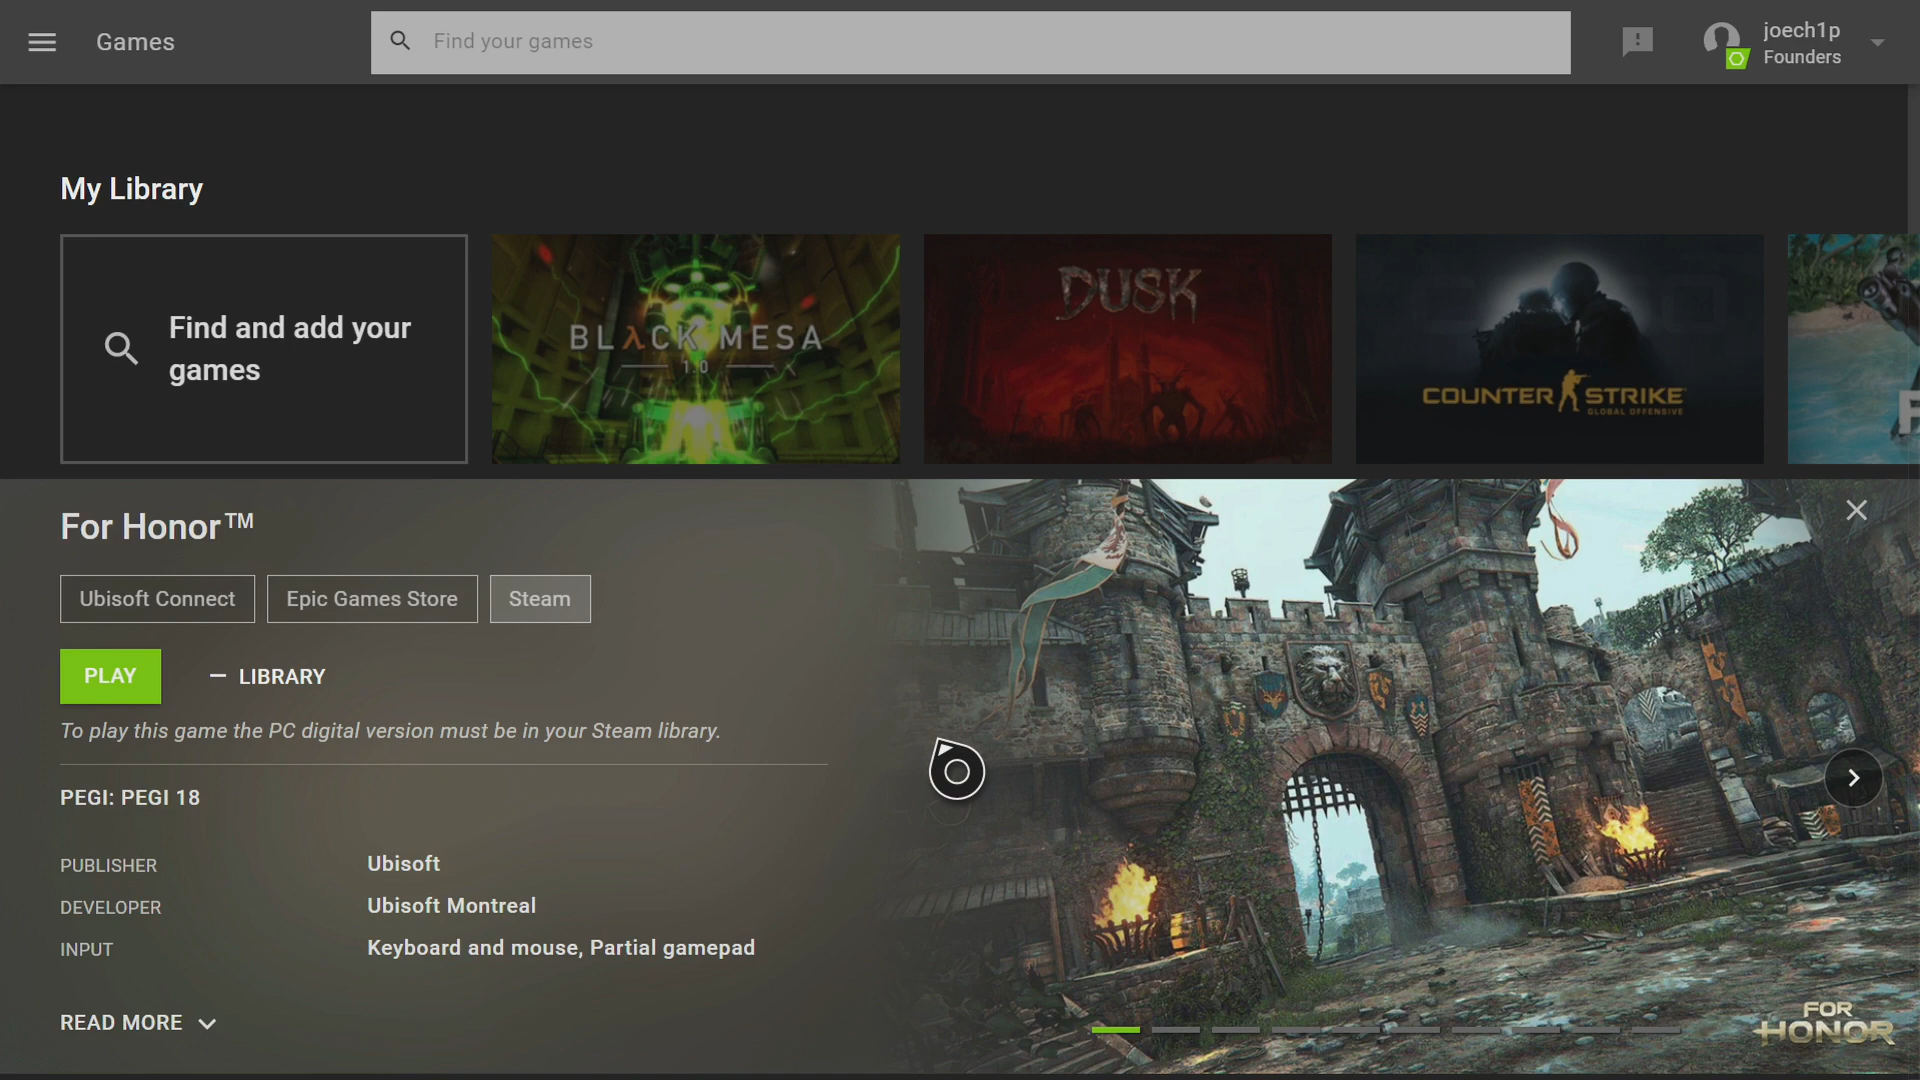 Games
Find your games
joech1p
Founders
My Library
Find and add your
games
BLACK MESA
1.0
DUSK
COUNTER STRIKE
GLOBAL OFFENSIVE
F
For Honor™
Ubisoft Connect
Epic Games Store
Steam
PLAY
— LIBRARY
To play this game the PC digital version must be in your Steam library.
PEGI: PEGI 18
PUBLISHER
Ubisoft
DEVELOPER
Ubisoft Montreal
INPUT
Keyboard and mouse, Partial gamepad
READ MORE
FOR
HONOR